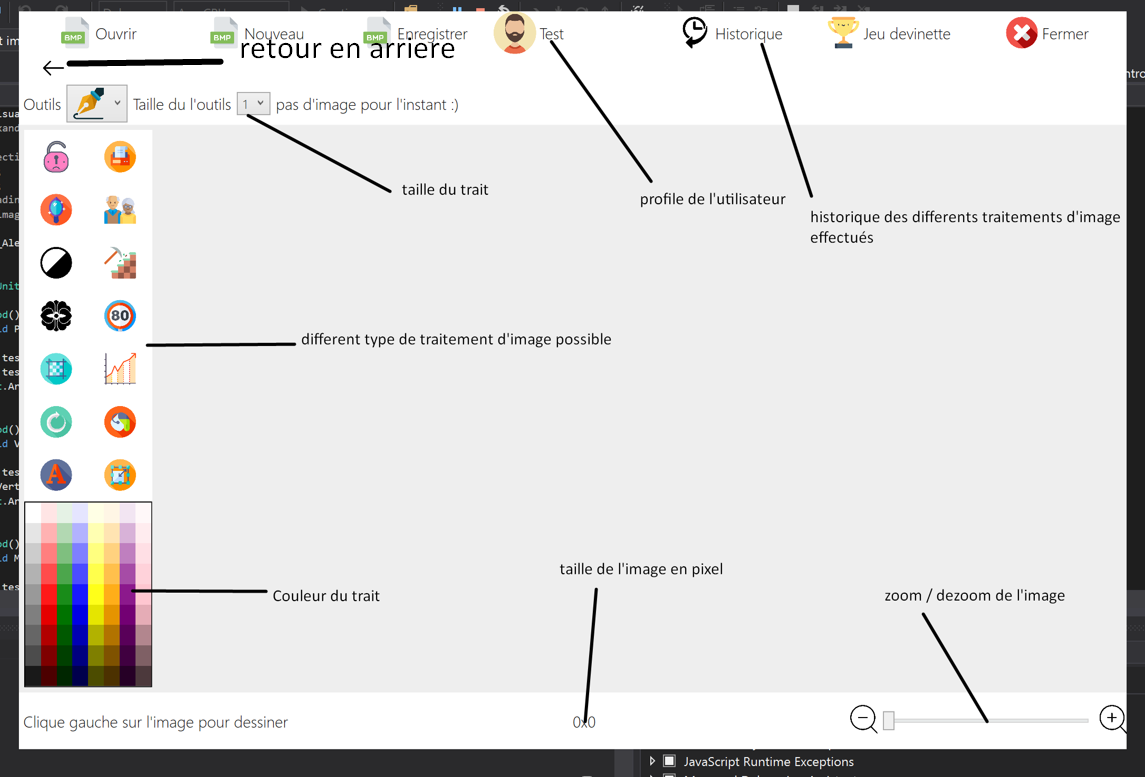 BMP Ouvrir BMP Nouveau BMP Enregistrer Test Historique Jeu devinette Fermer
retour en arrière
Outils Taille du l'outils 1 pas d'image pour l'instant :)
taille du trait
profile de l'utilisateur
historique des differents traitements d'image
effectués
80
different type de traitement d'image possible
A
taille de l'image en pixel
Couleur du trait
zoom / dezoom de l'image
Clique gauche sur l'image pour dessiner
0x0
JavaScript Runtime Exceptions